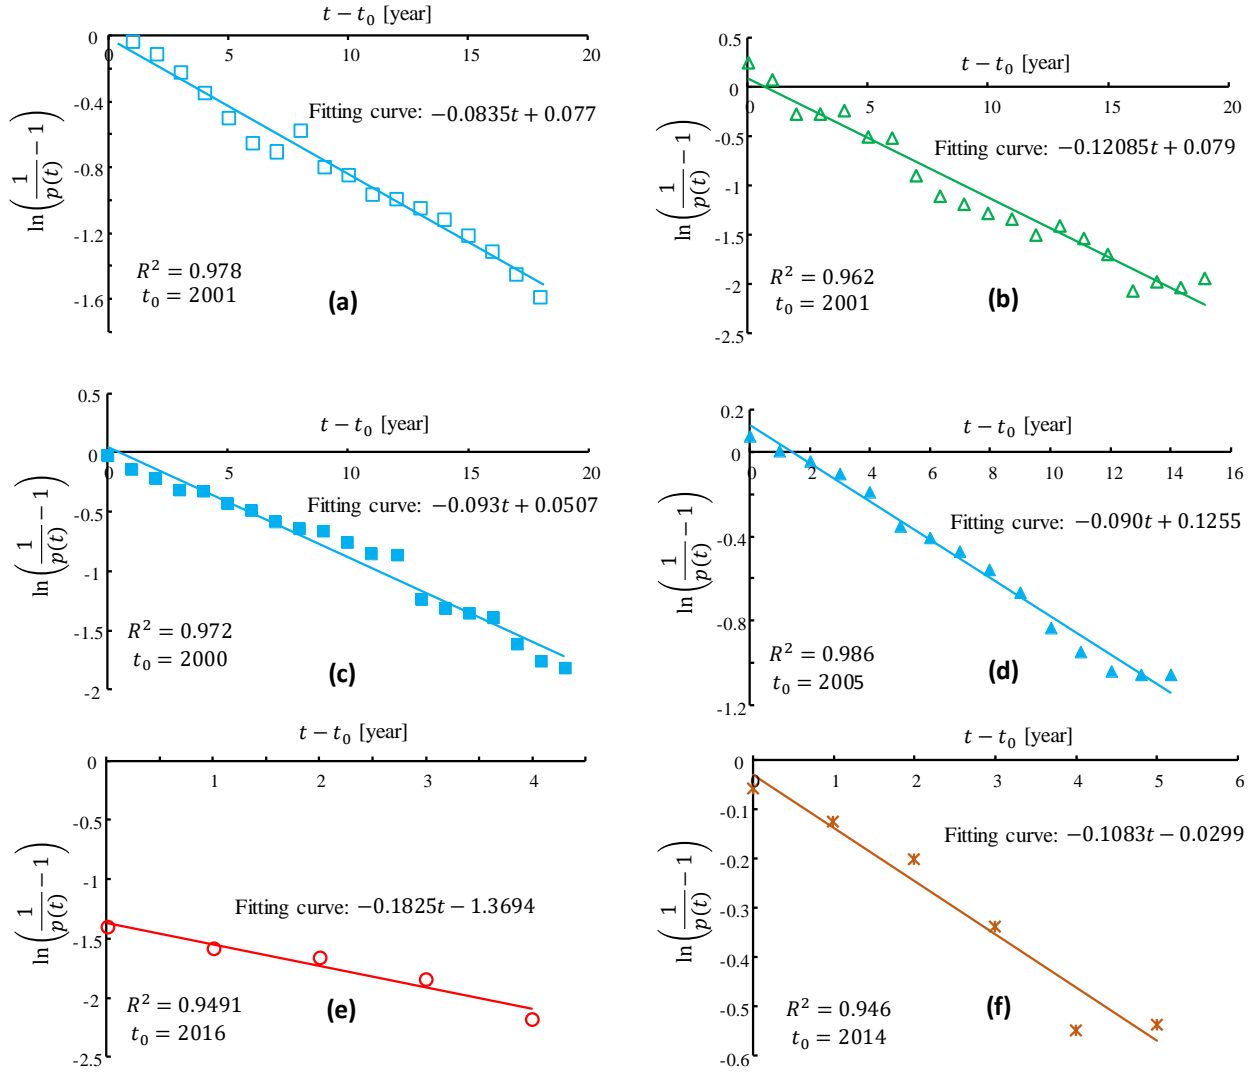 t − t₀ [year]
0
0
5
10
15
20
-0.4
-0.8
-1.2
-1.6
ln(1/p(t) − 1)
Fitting curve: −0.0835t + 0.077
R² = 0.978
t₀ = 2001
(a)
t − t₀ [year]
0.5
0
0
5
10
15
20
-0.5
-1
-1.5
-2
-2.5
ln(1/p(t) − 1)
Fitting curve: −0.12085t + 0.079
R² = 0.962
t₀ = 2001
(b)
0.5
t − t₀ [year]
0
0
5
10
15
20
-0.5
-1
-1.5
-2
ln(1/p(t) − 1)
Fitting curve: −0.093t + 0.0507
R² = 0.972
t₀ = 2000
(c)
0.2
t − t₀ [year]
0
0
2
4
6
8
10
12
14
16
-0.4
-0.8
-1.2
ln(1/p(t) − 1)
Fitting curve: −0.090t + 0.1255
R² = 0.986
t₀ = 2005
(d)
t − t₀ [year]
0
1
2
3
4
-0.5
-1
-1.5
-2
-2.5
ln(1/p(t) − 1)
Fitting curve: −0.1825t − 1.3694
R² = 0.9491
t₀ = 2016
(e)
t − t₀ [year]
0
0
1
2
3
4
5
6
-0.1
-0.2
-0.3
-0.4
-0.5
-0.6
ln(1/p(t) − 1)
Fitting curve: −0.1083t − 0.0299
R² = 0.946
t₀ = 2014
(f)